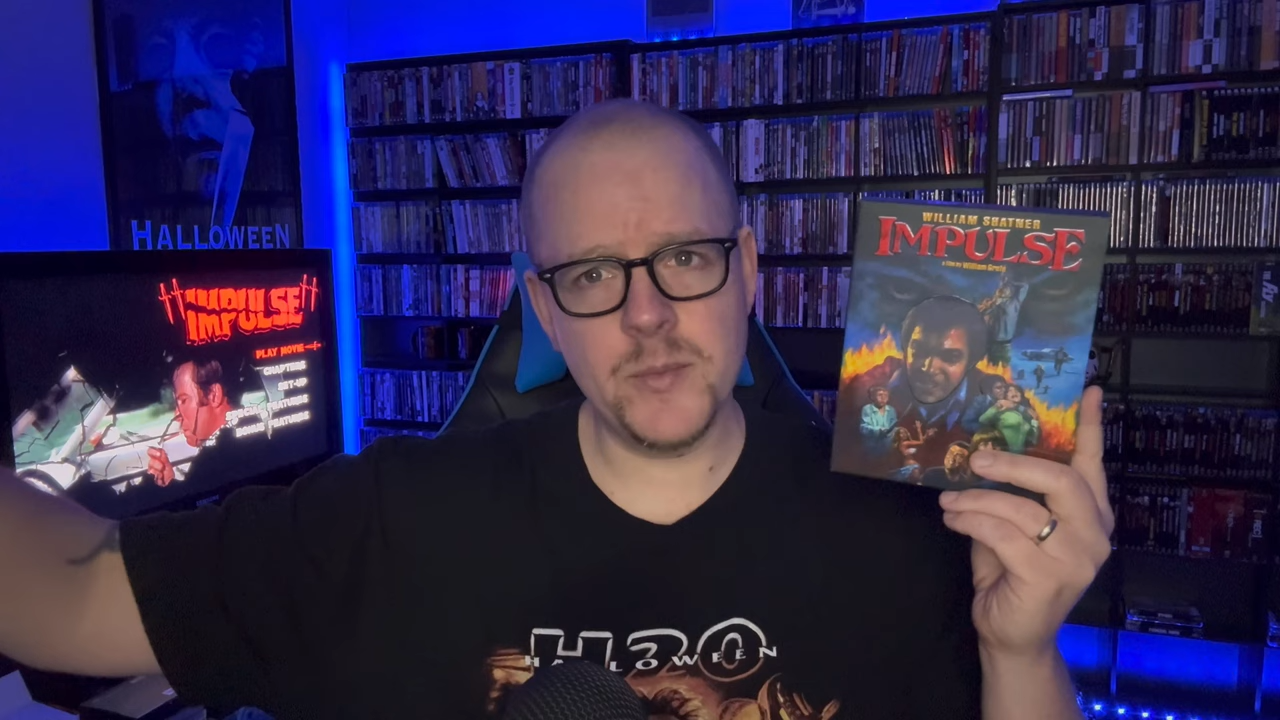 HALLOWEEN
IMPULSE
IMPULSE
PLAY MOVIE
CHAPTERS
SET-UP
SPECIAL FEATURES
BONUS FEATURES
WILLIAM SHATNER
IMPULSE
A Film By William Grefé
H20
HALLOWEEN